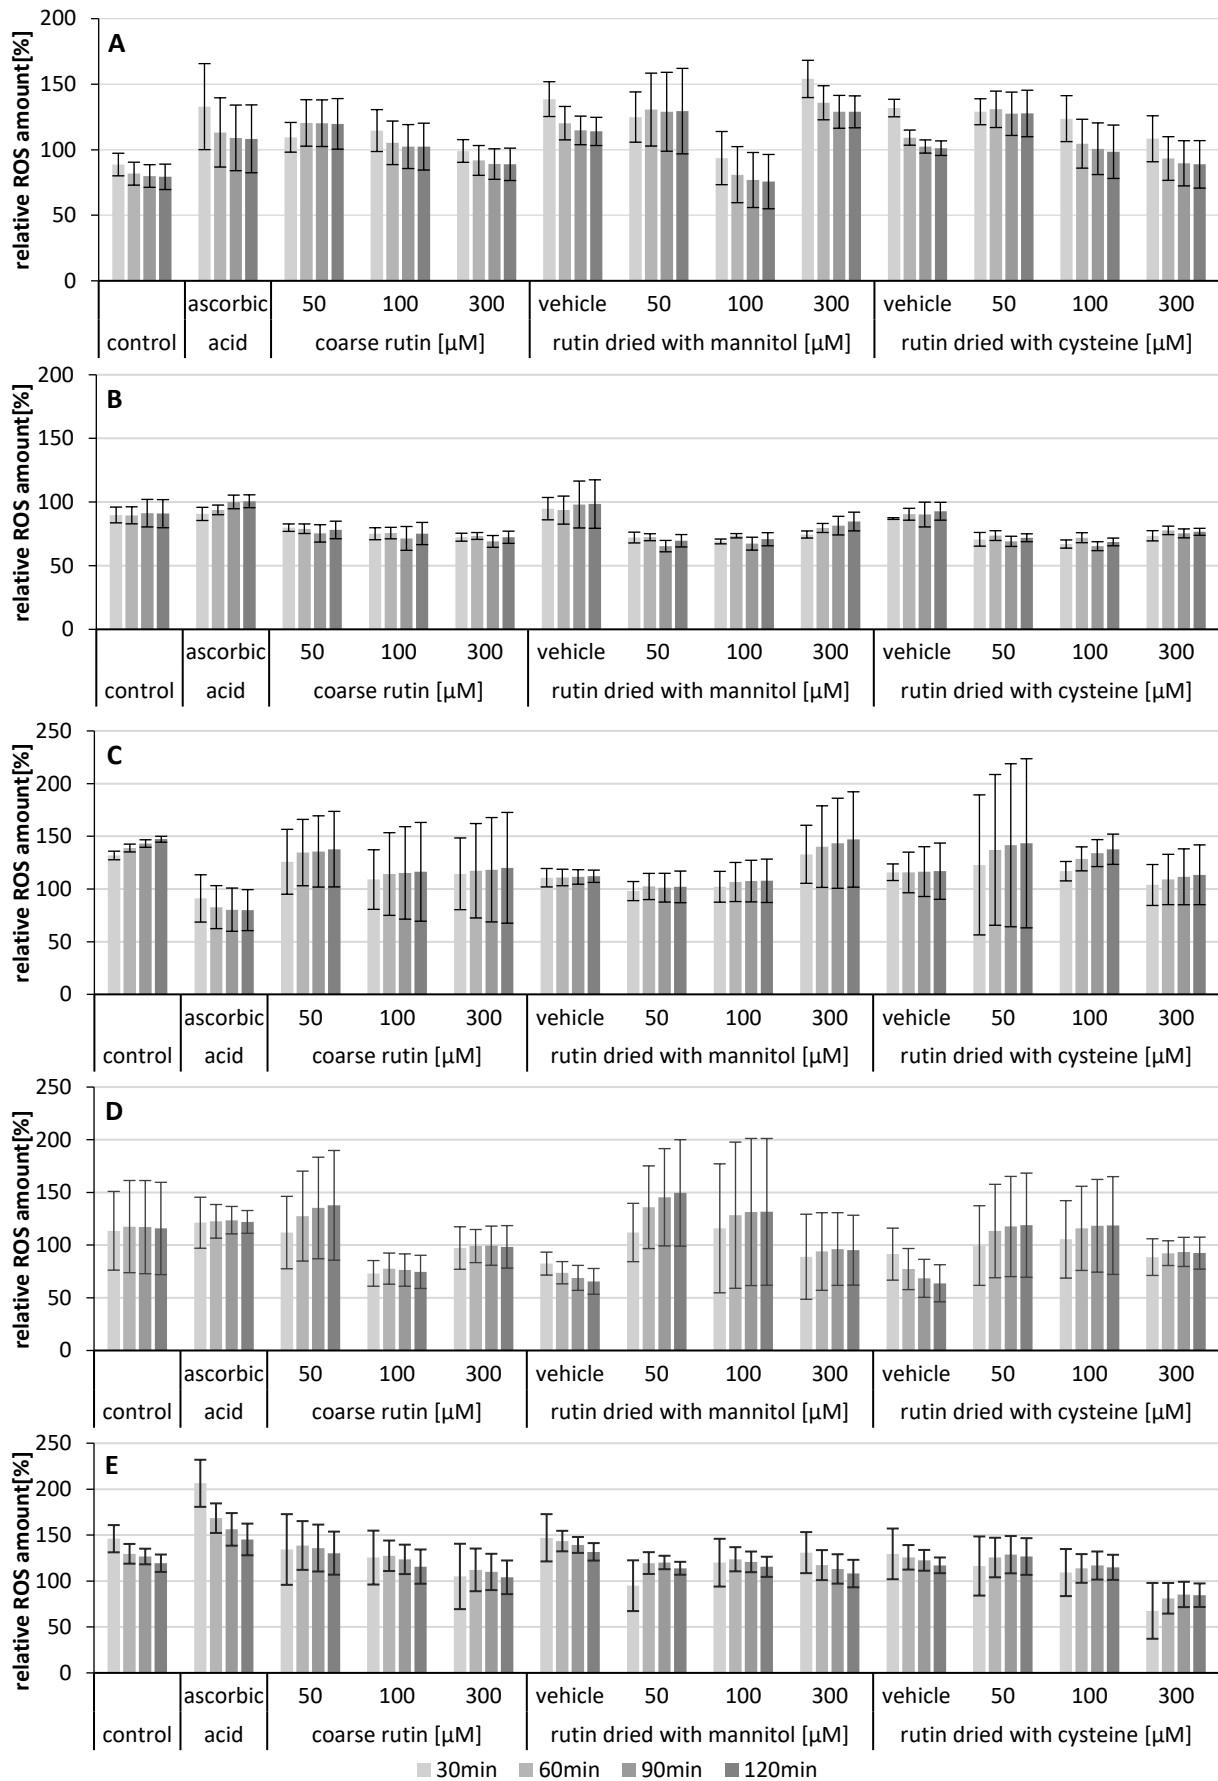 A
relative ROS amount[%]
200
150
100
50
0
ascorbic 50 100 300 vehicle 50 100 300 vehicle 50 100 300
control acid coarse rutin [µM] rutin dried with mannitol [µM] rutin dried with cysteine [µM]
B
relative ROS amount[%]
200
150
100
50
0
ascorbic 50 100 300 vehicle 50 100 300 vehicle 50 100 300
control acid coarse rutin [µM] rutin dried with mannitol [µM] rutin dried with cysteine [µM]
C
relative ROS amount[%]
250
200
150
100
50
0
ascorbic 50 100 300 vehicle 50 100 300 vehicle 50 100 300
control acid coarse rutin [µM] rutin dried with mannitol [µM] rutin dried with cysteine [µM]
D
relative ROS amount[%]
250
200
150
100
50
0
ascorbic 50 100 300 vehicle 50 100 300 vehicle 50 100 300
control acid coarse rutin [µM] rutin dried with mannitol [µM] rutin dried with cysteine [µM]
E
relative ROS amount[%]
250
200
150
100
50
0
ascorbic 50 100 300 vehicle 50 100 300 vehicle 50 100 300
control acid coarse rutin [µM] rutin dried with mannitol [µM] rutin dried with cysteine [µM]
30min 60min 90min 120min